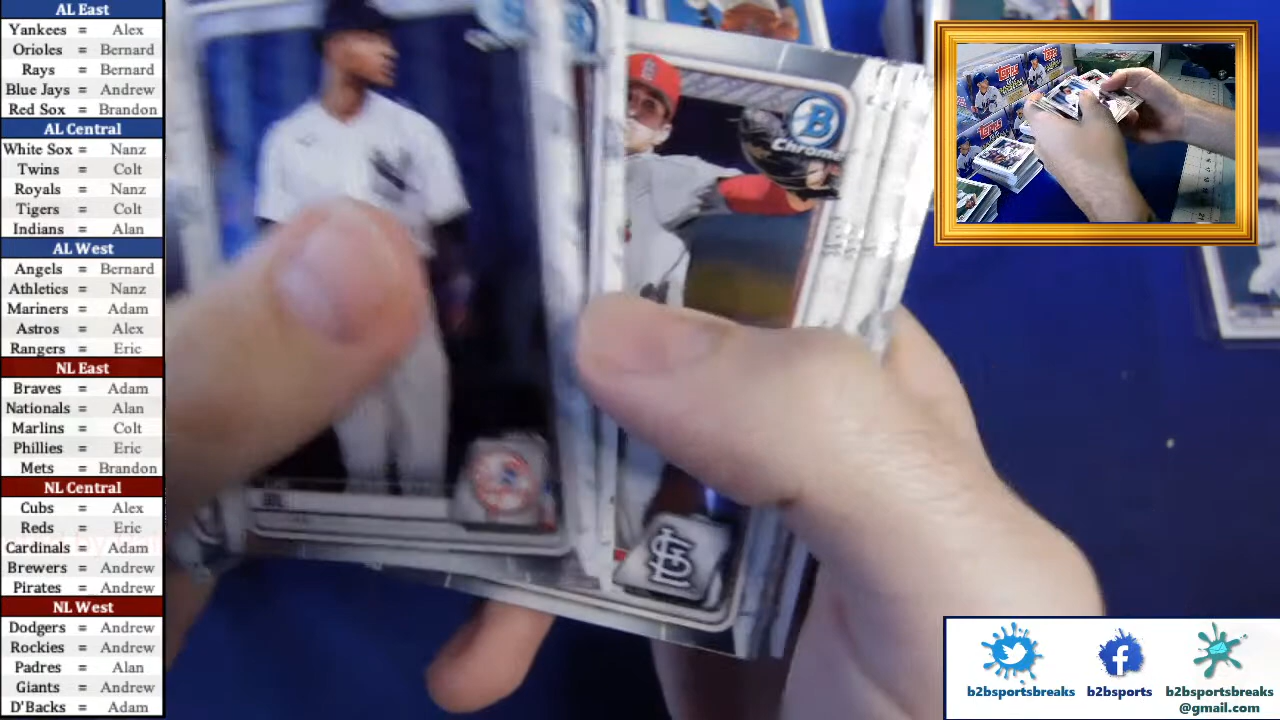 AL East
Yankees = Alex
Orioles = Bernard
Rays = Bernard
Blue Jays = Andrew
Red Sox = Brandon
AL Central
White Sox = Nanz
Twins = Colt
Royals = Nanz
Tigers = Colt
Indians = Alan
AL West
Angels = Bernard
Athletics = Nanz
Mariners = Adam
Astros = Alex
Rangers = Eric
NL East
Braves = Adam
Nationals = Alan
Marlins = Colt
Phillies = Eric
Mets = Brandon
NL Central
Cubs = Alex
Reds = Eric
Cardinals = Adam
Brewers = Andrew
Pirates = Andrew
NL West
Dodgers = Andrew
Rockies = Andrew
Padres = Alan
Giants = Andrew
D'Backs = Adam
B
Chrome
STL
topps
topps
topps
b2bsportsbreaks
b2bsports
b2bsportsbreaks
@gmail.com